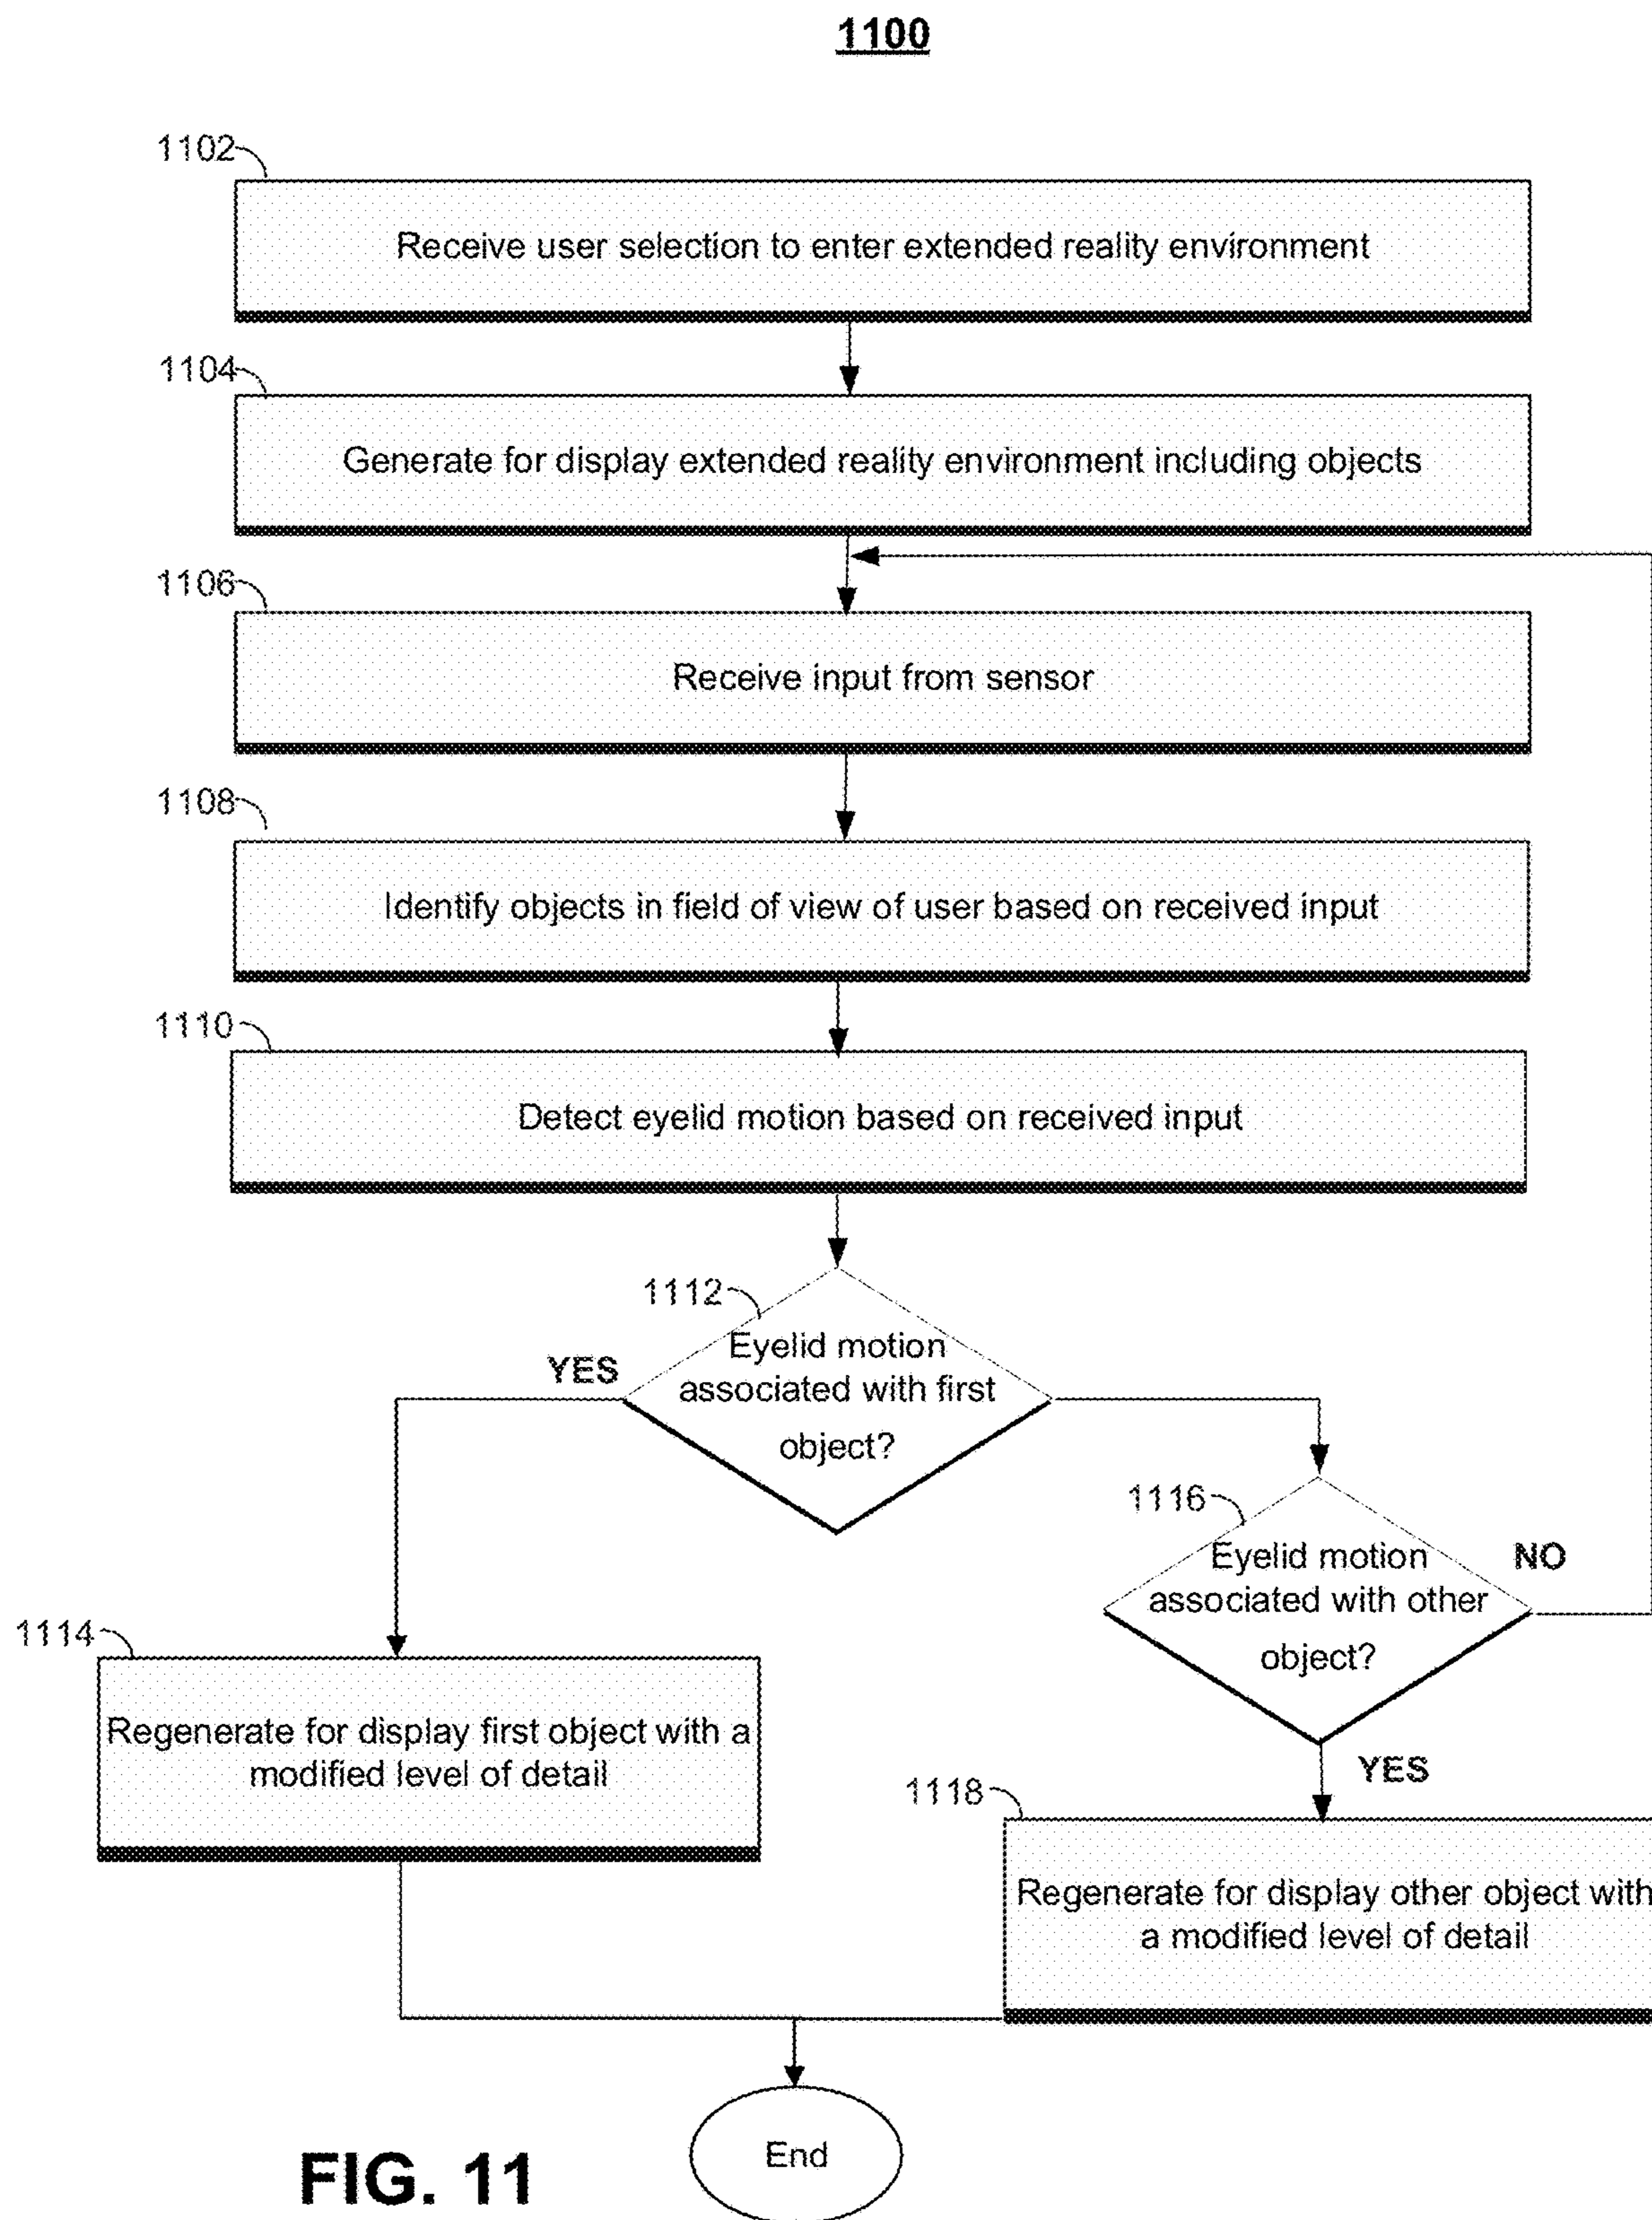 1100
1102
Receive user selection to enter extended reality environment
1104
Generate for display extended reality environment including objects
1106
Receive input from sensor
1108
Identify objects in field of view of user based on received input
1110
Detect eyelid motion based on received input
1112
Eyelid motion
associated with first
object?
YES
1116
Eyelid motion
associated with other
object?
NO
YES
1114
Regenerate for display first object with a
modified level of detail
1118
Regenerate for display other object with
a modified level of detail
End
FIG. 11